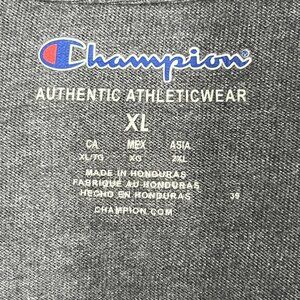 Champion
AUTHENTIC ATHLETICWEAR
XL
CA MEX ASIA
XL/TG XG 2XL
MADE IN HONDURAS
FABRIQUÉ AU HONDURAS
HECHO EN HONDURAS 39
CHAMPION.COM